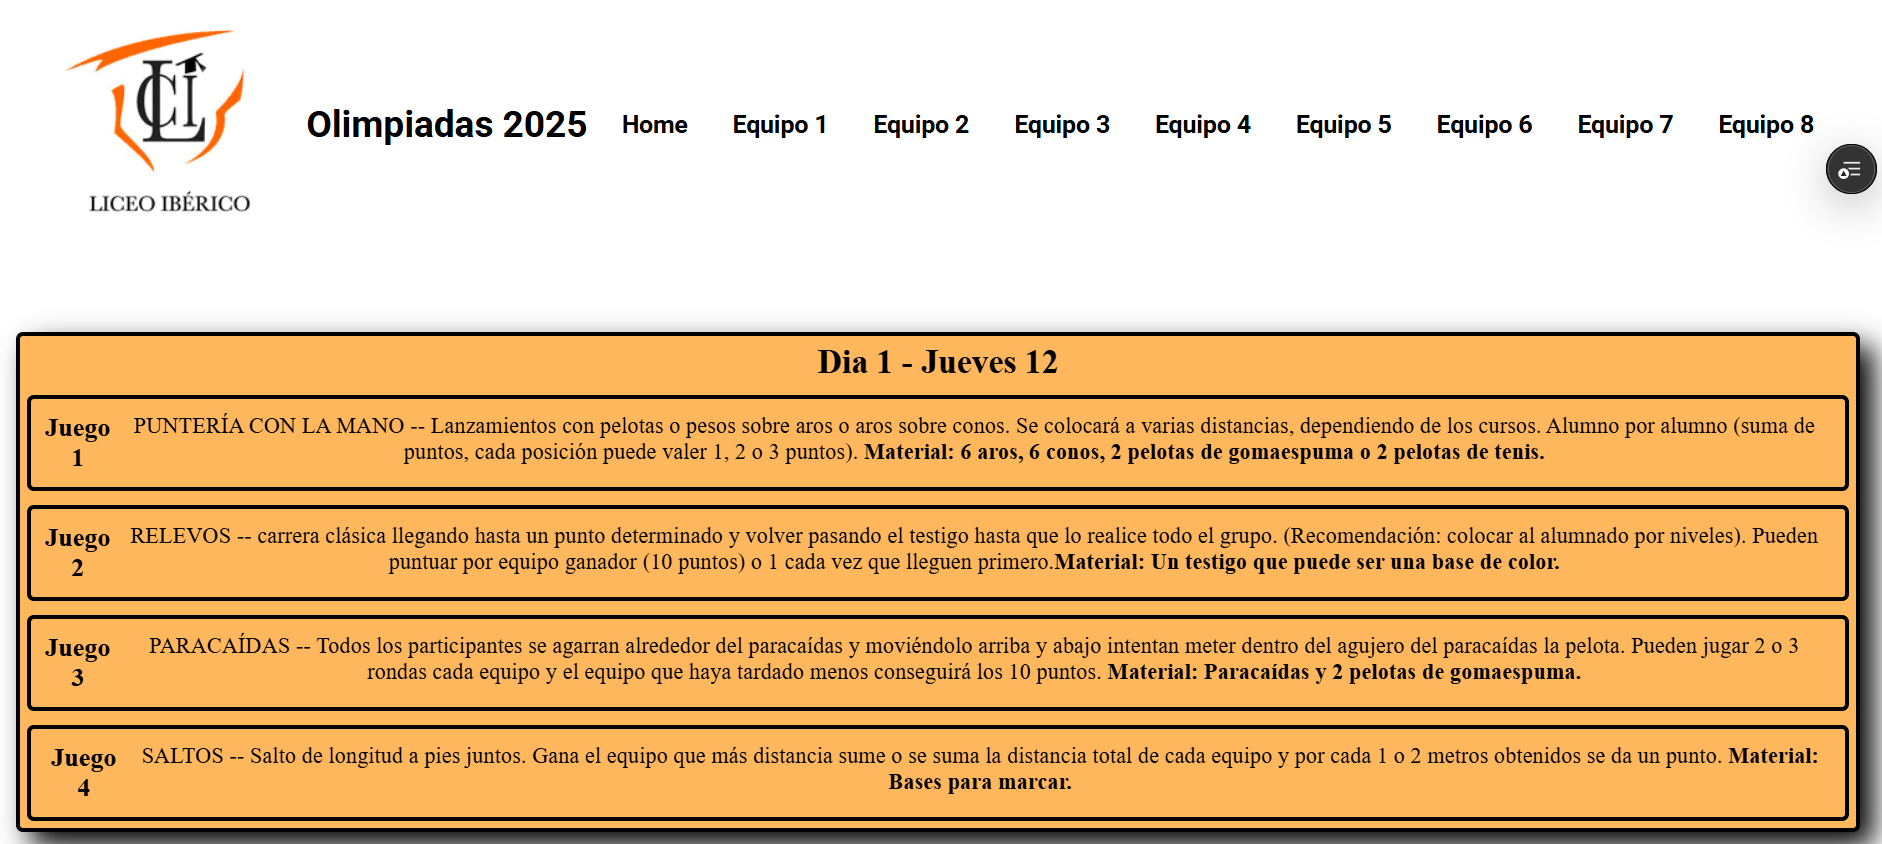 LCI
LICEO IBÉRICO
Olimpiadas 2025
Home
Equipo 1
Equipo 2
Equipo 3
Equipo 4
Equipo 5
Equipo 6
Equipo 7
Equipo 8
Dia 1 - Jueves 12
Juego
1
PUNTERÍA CON LA MANO -- Lanzamientos con pelotas o pesos sobre aros o aros sobre conos. Se colocará a varias distancias, dependiendo de los cursos. Alumno por alumno (suma de
puntos, cada posición puede valer 1, 2 o 3 puntos). Material: 6 aros, 6 conos, 2 pelotas de gomaespuma o 2 pelotas de tenis.
Juego
2
RELEVOS -- carrera clásica llegando hasta un punto determinado y volver pasando el testigo hasta que lo realice todo el grupo. (Recomendación: colocar al alumnado por niveles). Pueden
puntuar por equipo ganador (10 puntos) o 1 cada vez que lleguen primero.Material: Un testigo que puede ser una base de color.
Juego
3
PARACAÍDAS -- Todos los participantes se agarran alrededor del paracaídas y moviéndolo arriba y abajo intentan meter dentro del agujero del paracaídas la pelota. Pueden jugar 2 o 3
rondas cada equipo y el equipo que haya tardado menos conseguirá los 10 puntos. Material: Paracaídas y 2 pelotas de gomaespuma.
Juego
4
SALTOS -- Salto de longitud a pies juntos. Gana el equipo que más distancia sume o se suma la distancia total de cada equipo y por cada 1 o 2 metros obtenidos se da un punto. Material:
Bases para marcar.